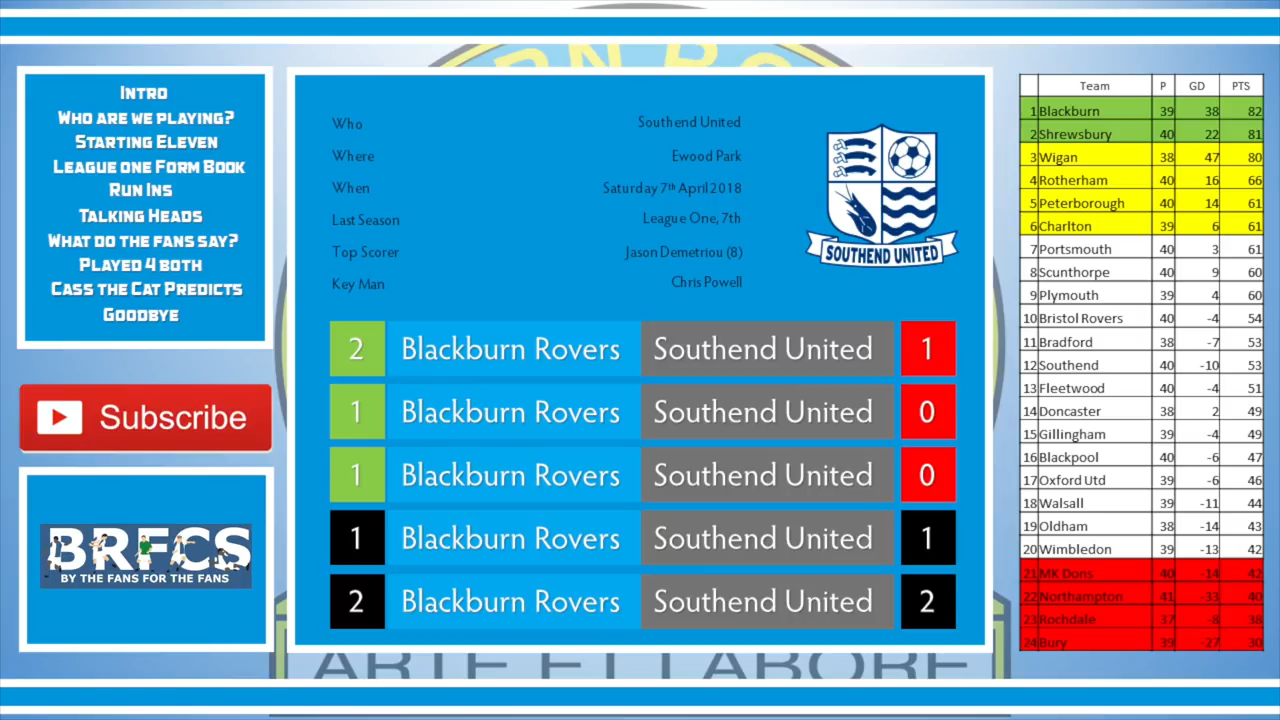 RN RO
Intro
Who are we playing?
Starting Eleven
League one Form Book
Run Ins
Talking Heads
What do the fans say?
Played 4 both
Cass the Cat Predicts
Goodbye
Subscribe
BRFCS
BY THE FANS FOR THE FANS
Who Southend United
Where Ewood Park
When Saturday 7th April 2018
Last Season League One, 7th
Top Scorer Jason Demetriou (8)
Key Man Chris Powell
SOUTHEND UNITED
2 Blackburn Rovers Southend United 1
1 Blackburn Rovers Southend United 0
1 Blackburn Rovers Southend United 0
1 Blackburn Rovers Southend United 1
2 Blackburn Rovers Southend United 2
ARTE ET LABORE
Team P GD PTS
1 Blackburn 39 38 82
2 Shrewsbury 40 22 81
3 Wigan 38 47 80
4 Rotherham 40 16 66
5 Peterborough 40 14 61
6 Charlton 39 6 61
7 Portsmouth 40 3 61
8 Scunthorpe 40 9 60
9 Plymouth 39 4 60
10 Bristol Rovers 40 -4 54
11 Bradford 38 -7 53
12 Southend 40 -10 53
13 Fleetwood 40 -4 51
14 Doncaster 38 2 49
15 Gillingham 39 -4 49
16 Blackpool 40 -6 47
17 Oxford Utd 39 -6 46
18 Walsall 39 -11 44
19 Oldham 38 -14 43
20 Wimbledon 39 -13 42
21 MK Dons 40 -14 42
22 Northampton 41 -33 40
23 Rochdale 37 -8 38
24 Bury 39 -27 30